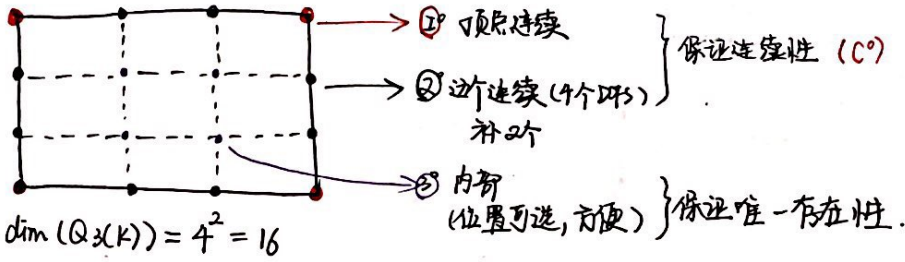 ① 顶点连续
② 边个连续(4个DOFs)
补2个
} 保证连续性 (C⁰)
③ 内部
(位置可选,方便)
} 保证唯一存在性.
dim(Q₃(K)) = 4² = 16